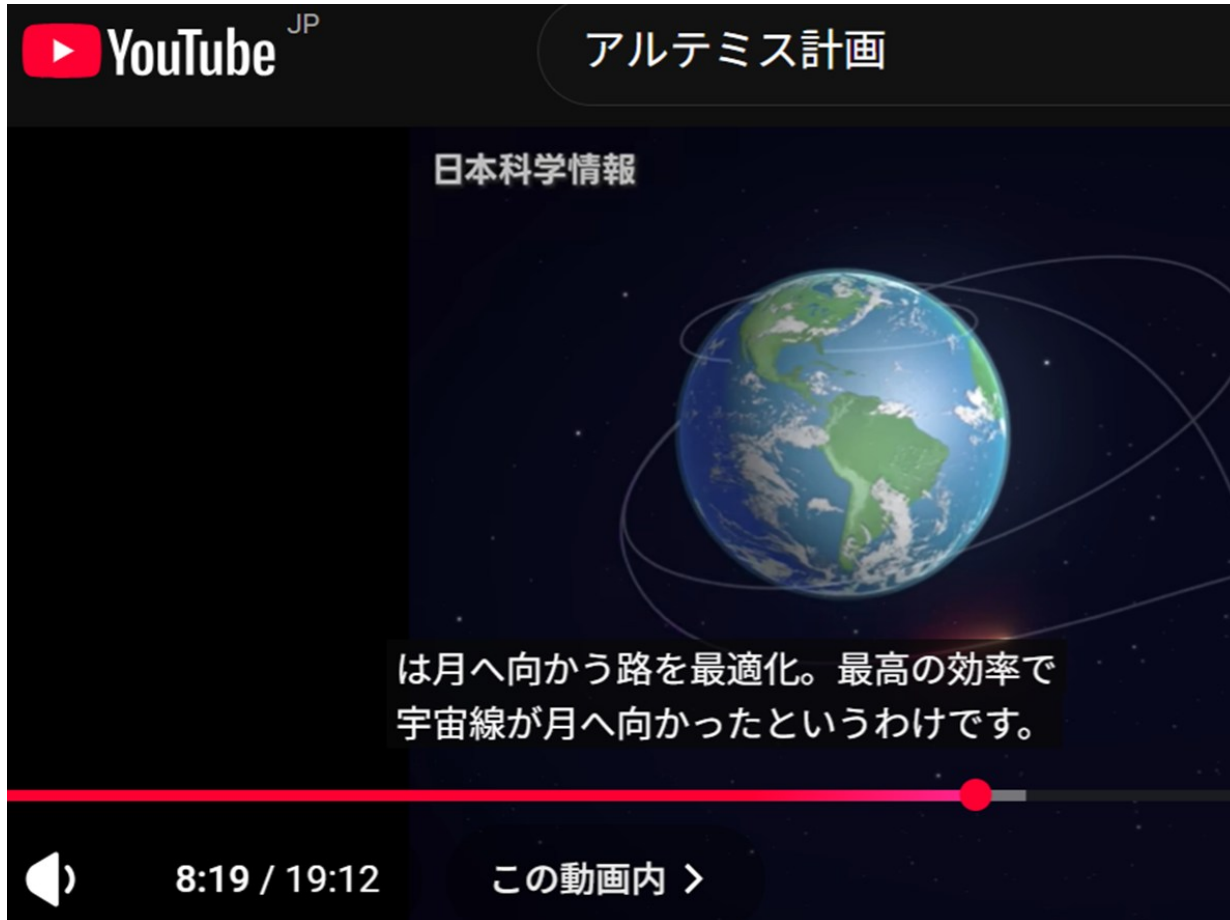 YouTube JP
アルテミス計画
日本科学情報
は月へ向かう路を最適化。最高の効率で
宇宙線が月へ向かったというわけです。
8:19 / 19:12
この動画内